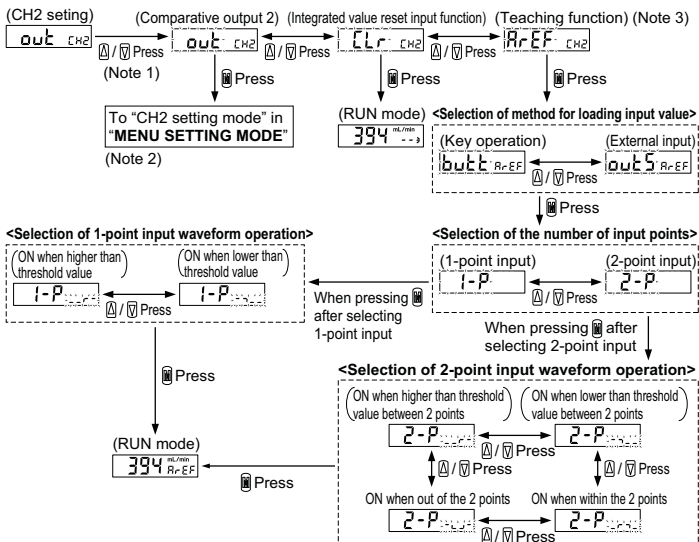 (CH2 seting)
(Comparative output 2)
(Integrated value reset input function)
(Teaching function) (Note 3)
out CH2
out CH2
CLr CH2
ArEF CH2
/ Press
/ Press
/ Press
(Note 1)
M Press
M Press
M Press
To “CH2 setting mode” in
“MENU SETTING MODE”
(Note 2)
(RUN mode)
394 mL/min
<Selection of method for loading input value>
(Key operation)
(External input)
butt ArEF
outS ArEF
/ Press
M Press
<Selection of 1-point input waveform operation>
(ON when higher than
threshold value)
(ON when lower than
threshold value)
1-P
1-P
/ Press
<Selection of the number of input points>
(1-point input)
(2-point input)
1-P
2-P
/ Press
When pressing M
after selecting
1-point input
When pressing M after
selecting 2-point input
M Press
<Selection of 2-point input waveform operation>
(ON when higher than threshold
value between 2 points)
(ON when lower than threshold
value between 2 points)
2-P
2-P
/ Press
/ Press
/ Press
ON when out of the 2 points
ON when within the 2 points
2-P
2-P
/ Press
(RUN mode)
394 mL/min ArEF
M Press